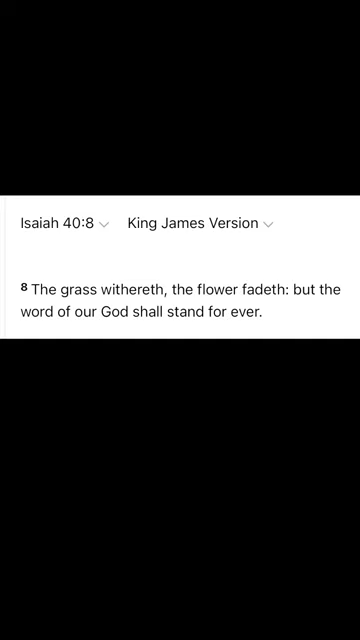 Isaiah 40:8 King James Version
8 The grass withereth, the flower fadeth: but the
word of our God shall stand for ever.